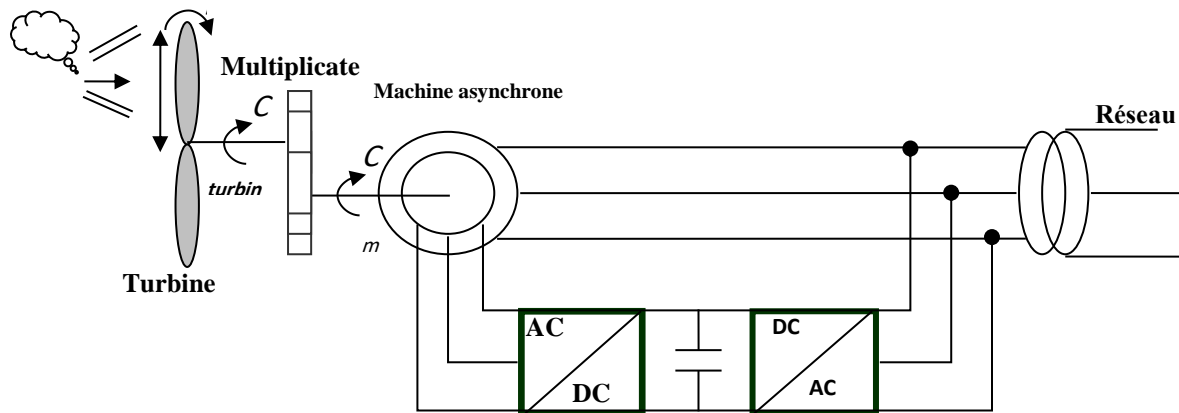 Multiplicate
Machine asynchrone
Réseau
C
turbin
C
m
Turbine
AC
DC
DC
AC